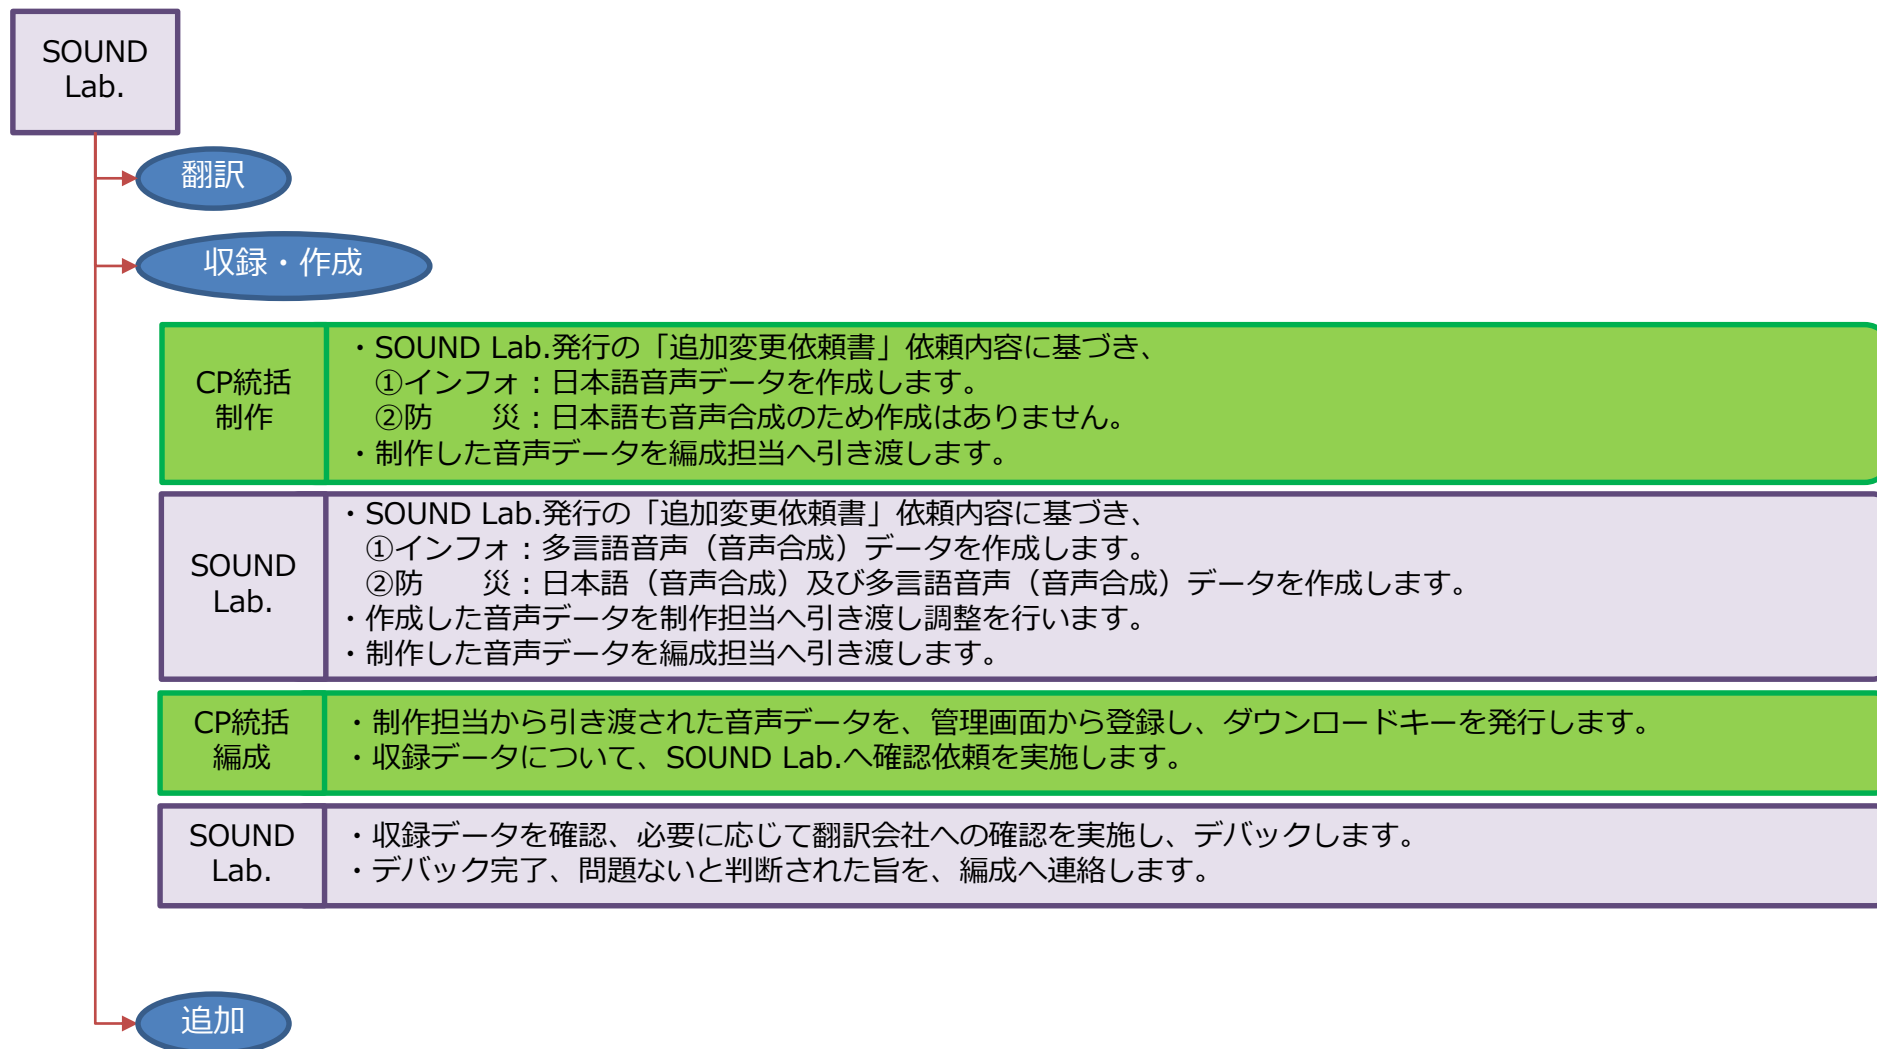 SOUND
Lab.
翻訳
収録・作成
CP統括
制作
・SOUND Lab.発行の「追加変更依頼書」依頼内容に基づき、
①インフォ：日本語音声データを作成します。
②防　　災：日本語も音声合成のため作成はありません。
・制作した音声データを編成担当へ引き渡します。
SOUND
Lab.
・SOUND Lab.発行の「追加変更依頼書」依頼内容に基づき、
①インフォ：多言語音声（音声合成）データを作成します。
②防　　災：日本語（音声合成）及び多言語音声（音声合成）データを作成します。
・作成した音声データを制作担当へ引き渡し調整を行います。
・制作した音声データを編成担当へ引き渡します。
CP統括
編成
・制作担当から引き渡された音声データを、管理画面から登録し、ダウンロードキーを発行します。
・収録データについて、SOUND Lab.へ確認依頼を実施します。
SOUND
Lab.
・収録データを確認、必要に応じて翻訳会社への確認を実施し、デバックします。
・デバック完了、問題ないと判断された旨を、編成へ連絡します。
追加